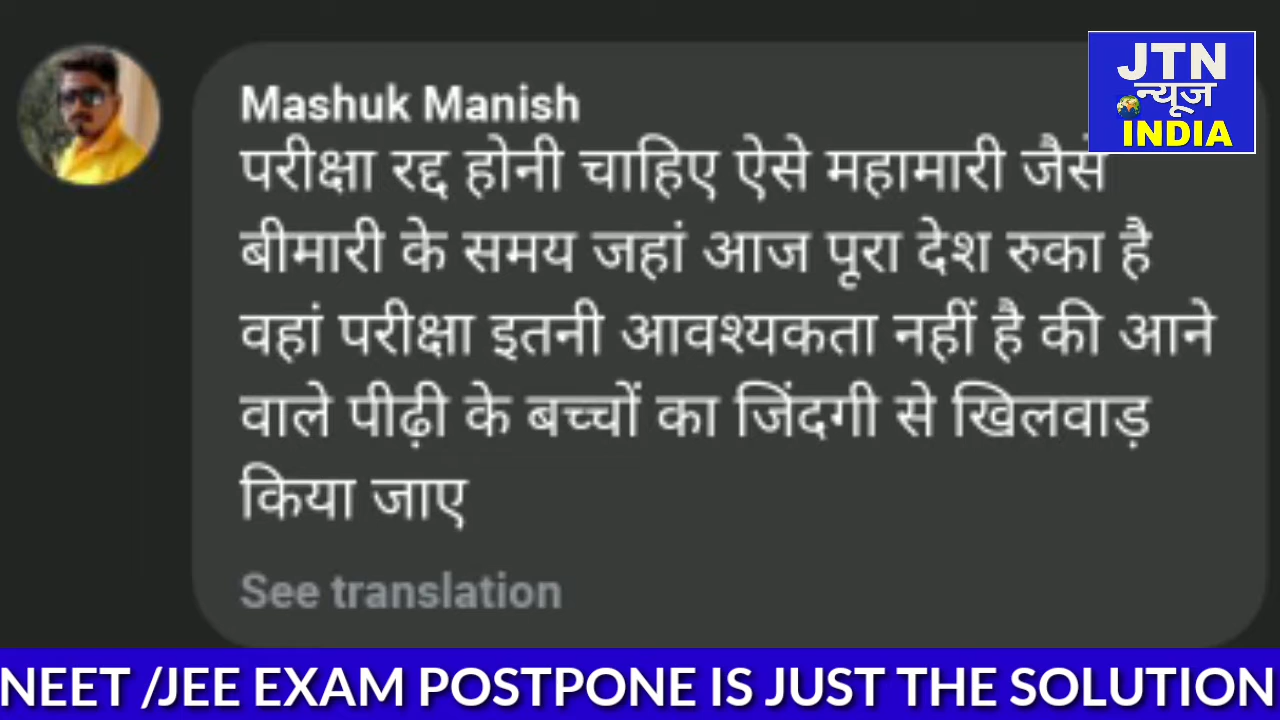 JTN
न्यूज
INDIA
Mashuk Manish
परीक्षा रद्द होनी चाहिए ऐसे महामारी जैसे
बीमारी के समय जहां आज पूरा देश रुका है
वहां परीक्षा इतनी आवश्यकता नहीं है की आने
वाले पीढ़ी के बच्चों का जिंदगी से खिलवाड़
किया जाए
See translation
NEET /JEE EXAM POSTPONE IS JUST THE SOLUTION